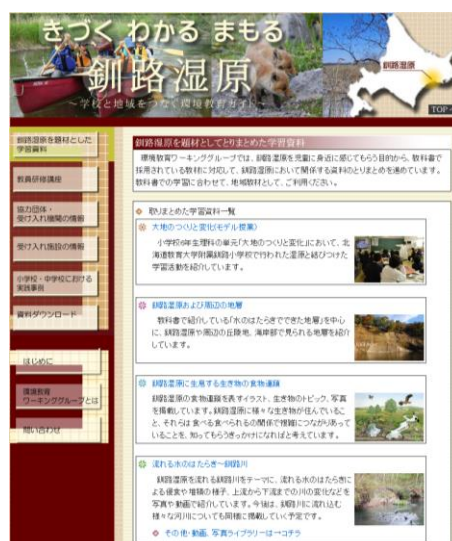 きづく わかる まもる
釧路湿原
～学校と地域をつなぐ環境教育ガイド～
釧路湿原
TOP
釧路湿原を題材とした
学習資料
教員研修講座
協力団体・
受け入れ機関の情報
受け入れ施設の情報
小学校・中学校における
実践事例
資料ダウンロード
はじめに
環境教育
ワーキンググループとは
問い合わせ
釧路湿原を題材としてとりまとめた学習資料
環境教育ワーキンググループでは、釧路湿原を児童に身近に感じてもらう目的から、教科書で
採用されている教材に対応して、釧路湿原において関係する資料のとりまとめを進めています。
教科書での学習に合わせて、地域教材として、ご利用ください。
取りまとめた学習資料一覧
大地のつくりと変化(モデル授業)
小学校6年生理科の単元「大地のつくりと変化」において、北
海道教育大学附属釧路小学校で行われた湿原と結びつけた
学習活動を紹介しています。
釧路湿原および周辺の地層
教科書で紹介している「水のはたらきでできた地層」を中心
に、釧路湿原や周辺の丘陵地、海岸部で見られる地層を紹介
しています。
釧路湿原に生息する生き物の食物連鎖
釧路湿原の食物連鎖を表すイラスト、生き物のトピック、写真
を掲載しています。釧路湿原に様々な生き物が住んでいるこ
と、それらは食べる食べられるの関係で複雑につながりあって
いることを、知ってもらうきっかけになればと考えています。
流れる水のはたらき～釧路川
釧路湿原を流れる釧路川をテーマに、流れる水のはたらきに
よる侵食や堆積の様子、上流から下流までの川の変化などを
写真や動画で紹介しています。今後は、釧路川に流れ込む
様々な河川についても同様に掲載していく予定です。
その他・動画、写真ライブラリーは→コチラ